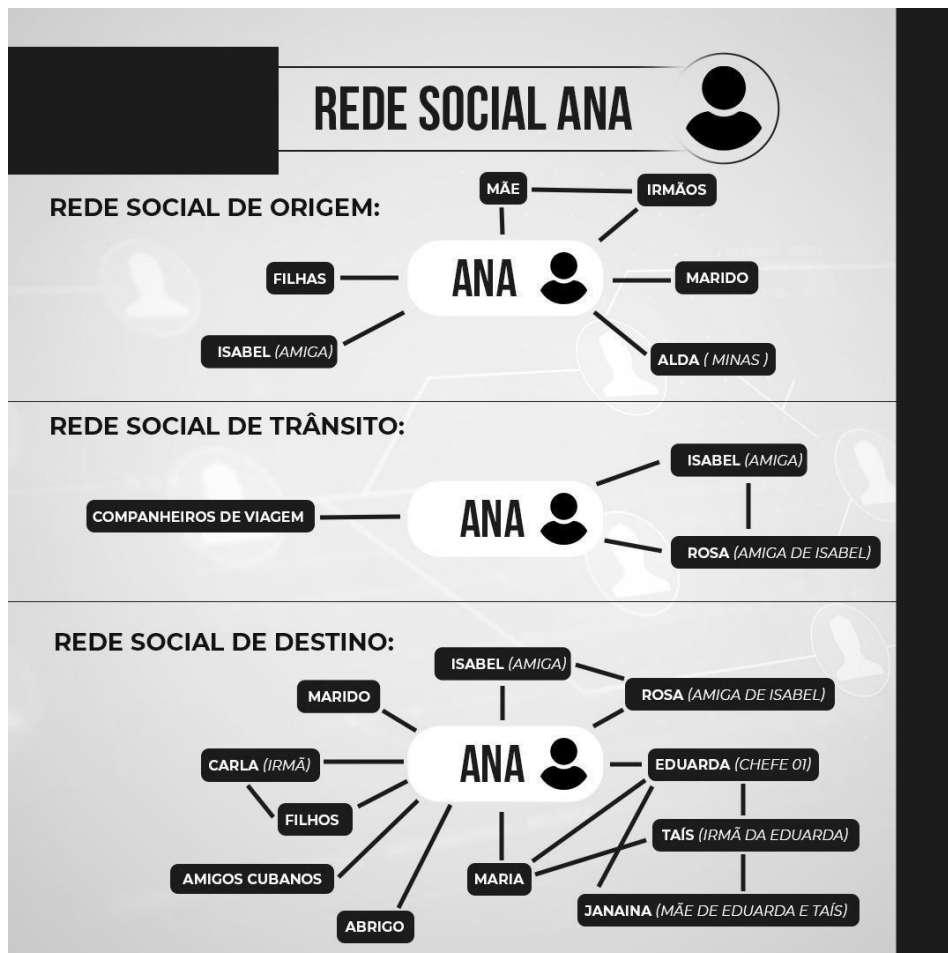 REDE SOCIAL ANA
REDE SOCIAL DE ORIGEM:
MÃE
IRMÃOS
FILHAS
ANA
MARIDO
ISABEL (AMIGA)
ALDA ( MINAS )
REDE SOCIAL DE TRÂNSITO:
ISABEL (AMIGA)
COMPANHEIROS DE VIAGEM
ANA
ROSA (AMIGA DE ISABEL)
REDE SOCIAL DE DESTINO:
ISABEL (AMIGA)
MARIDO
ROSA (AMIGA DE ISABEL)
CARLA (IRMÃ)
ANA
EDUARDA (CHEFE 01)
FILHOS
TAÍS (IRMÃ DA EDUARDA)
AMIGOS CUBANOS
MARIA
JANAINA (MÃE DE EDUARDA E TAÍS)
ABRIGO